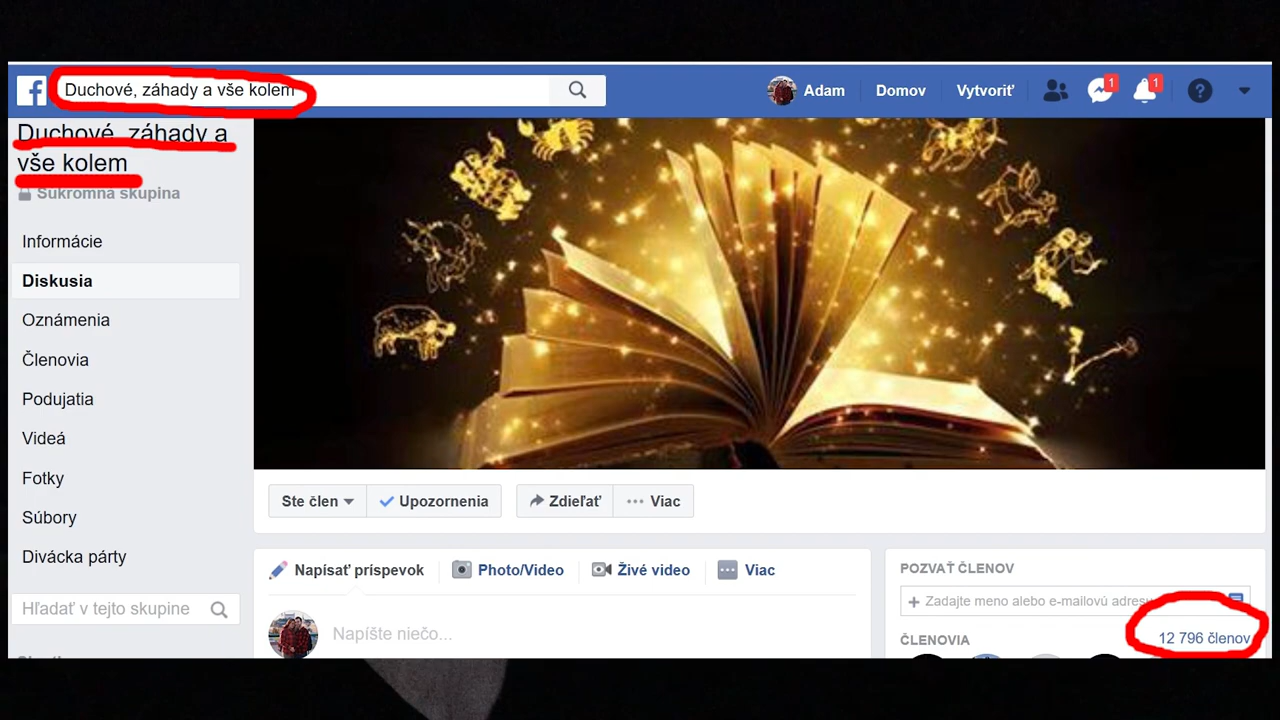 f Duchové, záhady a vše kolem
Adam Domov Vytvoriť 1 1 ?
Duchové, záhady a
vše kolem
Súkromná skupina
Informácie
Diskusia
Oznámenia
Členovia
Podujatia
Videá
Fotky
Súbory
Divácka párty
Hľadať v tejto skupine
Ste člen Upozornenia Zdieľať Viac
Napísať príspevok Photo/Video Živé video Viac
Napíšte niečo...
POZVAŤ ČLENOV
+ Zadajte meno alebo e-mailovú adresu
ČLENOVIA 12 796 členov